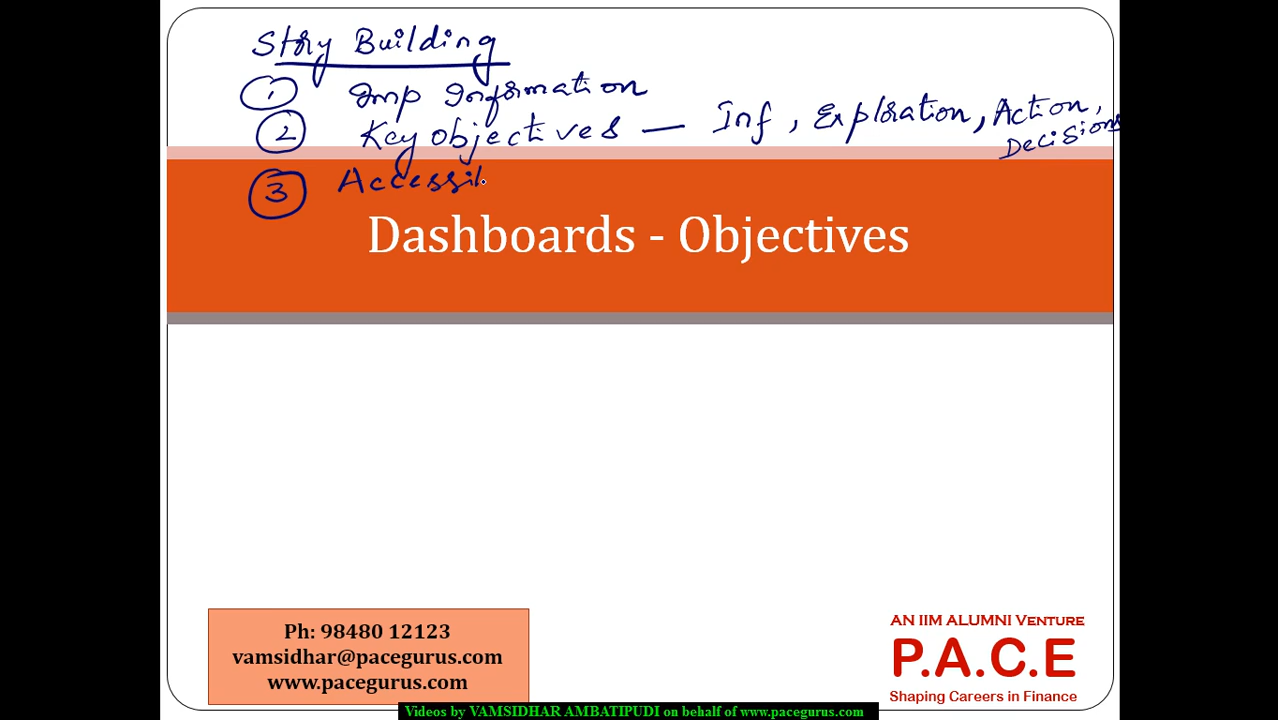 Story Building
1 Imp Information
2 Key objectives — Inf, Exploration, Action,
Decisions
3 Accessib
Dashboards - Objectives
Ph: 98480 12123
vamsidhar@pacegurus.com
www.pacegurus.com
AN IIM ALUMNI VENTURE
P.A.C.E
Shaping Careers in Finance
Videos by VAMSIDHAR AMBATIPUDI on behalf of www.pacegurus.com